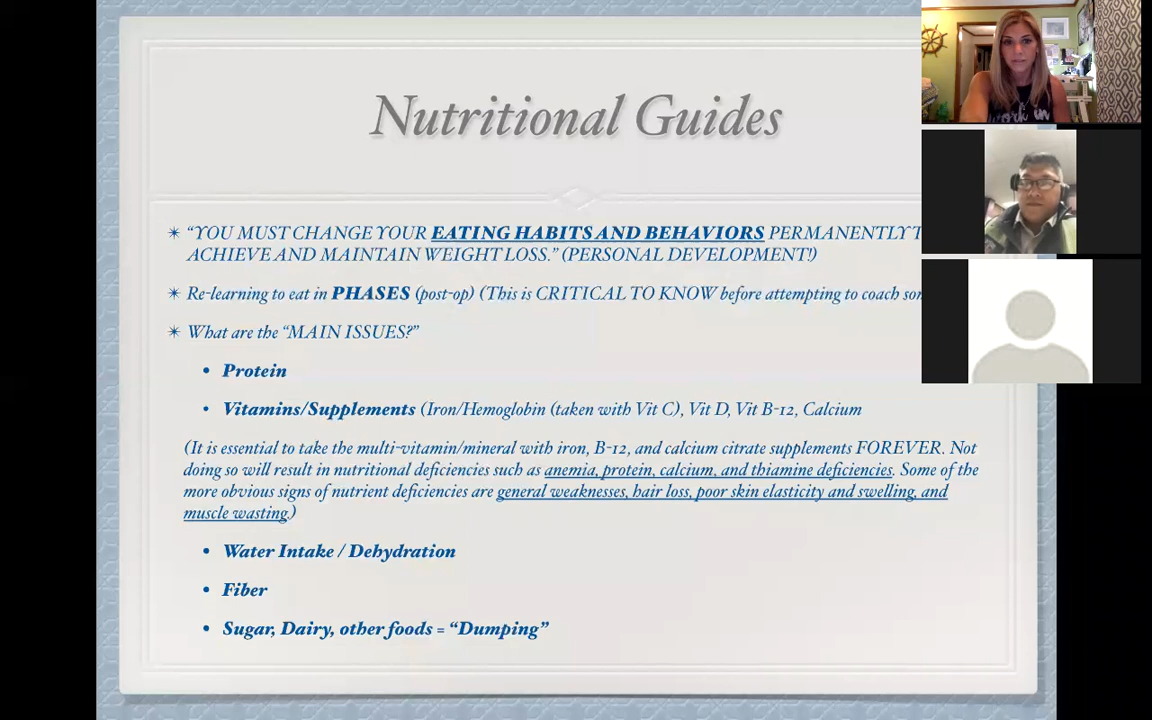 Nutritional Guides
✴ “YOU MUST CHANGE YOUR EATING HABITS AND BEHAVIORS PERMANENTLY
ACHIEVE AND MAINTAIN WEIGHT LOSS.” (PERSONAL DEVELOPMENT!)
✴ Re-learning to eat in PHASES (post-op) (This is CRITICAL TO KNOW before attempting to coach
✴ What are the “MAIN ISSUES?”
• Protein
• Vitamins/Supplements (Iron/Hemoglobin (taken with Vit C), Vit D, Vit B-12, Calcium
(It is essential to take the multi-vitamin/mineral with iron, B-12, and calcium citrate supplements FOREVER. Not
doing so will result in nutritional deficiencies such as anemia, protein, calcium, and thiamine deficiencies. Some of the
more obvious signs of nutrient deficiencies are general weaknesses, hair loss, poor skin elasticity and swelling, and
muscle wasting.)
• Water Intake / Dehydration
• Fiber
• Sugar, Dairy, other foods = “Dumping”
work in